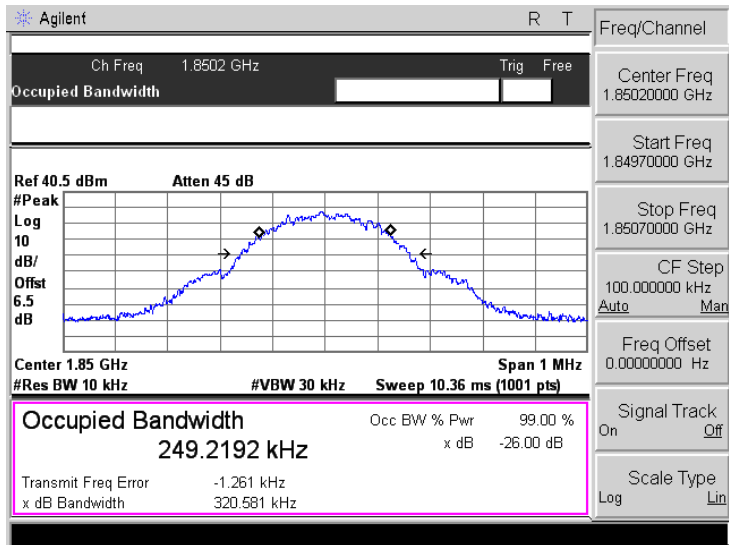 Agilent R T
Freq/Channel
Ch Freq 1.8502 GHz Trig Free
Occupied Bandwidth
Center Freq
1.85020000 GHz
Start Freq
1.84970000 GHz
Stop Freq
1.85070000 GHz
CF Step
100.000000 kHz
Auto Man
Freq Offset
0.00000000 Hz
Signal Track
On Off
Scale Type
Log Lin
Ref 40.5 dBm Atten 45 dB
#Peak
Log
10
dB/
Offst
6.5
dB
Center 1.85 GHz Span 1 MHz
#Res BW 10 kHz #VBW 30 kHz Sweep 10.36 ms (1001 pts)
Occupied Bandwidth
249.2192 kHz
Occ BW % Pwr 99.00 %
x dB -26.00 dB
Transmit Freq Error -1.261 kHz
x dB Bandwidth 320.581 kHz